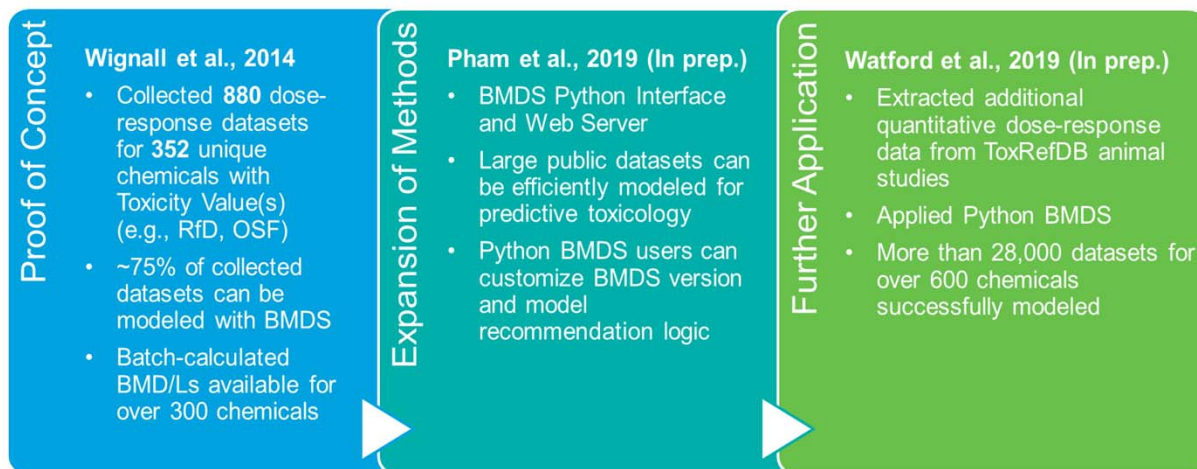 Proof of Concept
Wignall et al., 2014
• Collected 880 dose-
response datasets
for 352 unique
chemicals with
Toxicity Value(s)
(e.g., RfD, OSF)
• ~75% of collected
datasets can be
modeled with BMDS
• Batch-calculated
BMD/Ls available for
over 300 chemicals
Expansion of Methods
Pham et al., 2019 (In prep.)
• BMDS Python Interface
and Web Server
• Large public datasets can
be efficiently modeled for
predictive toxicology
• Python BMDS users can
customize BMDS version
and model
recommendation logic
Further Application
Watford et al., 2019 (In prep.)
• Extracted additional
quantitative dose-response
data from ToxRefDB animal
studies
• Applied Python BMDS
• More than 28,000 datasets for
over 600 chemicals
successfully modeled